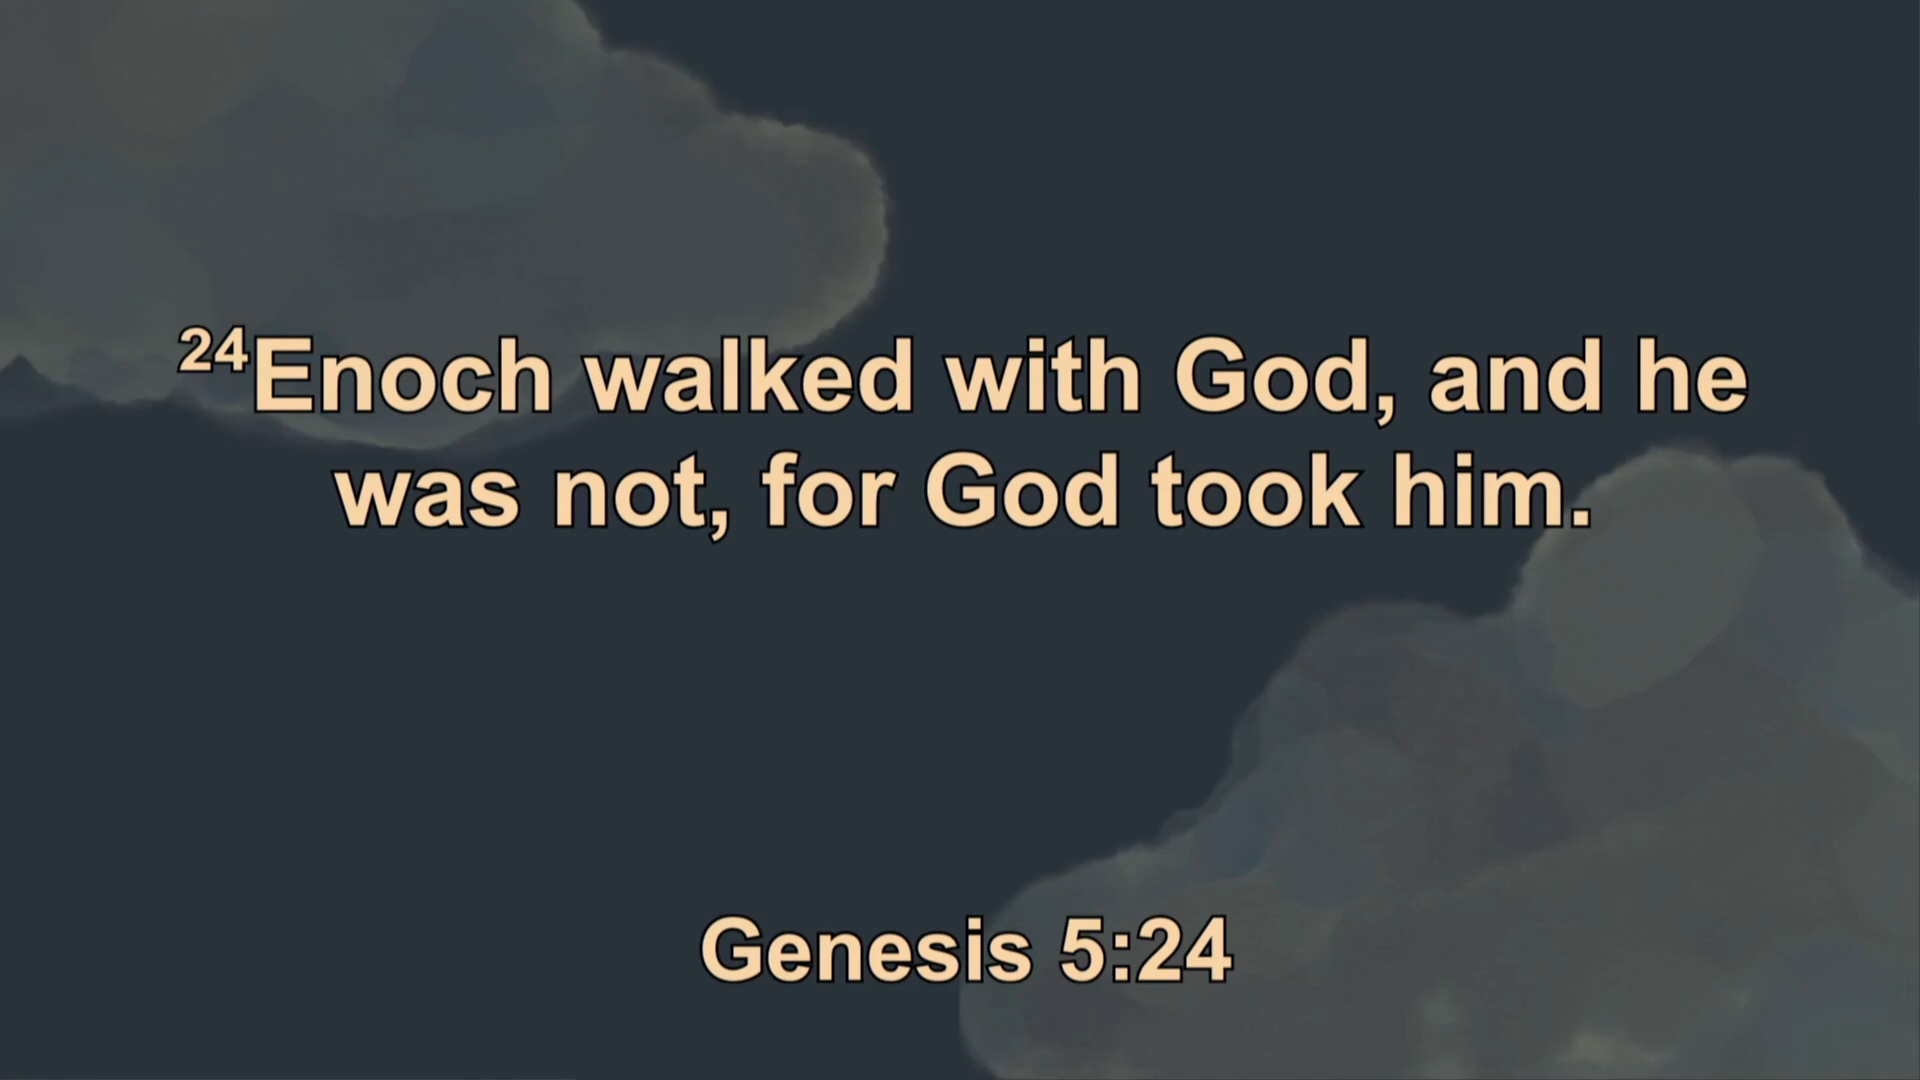 24Enoch walked with God, and he
was not, for God took him.
Genesis 5:24